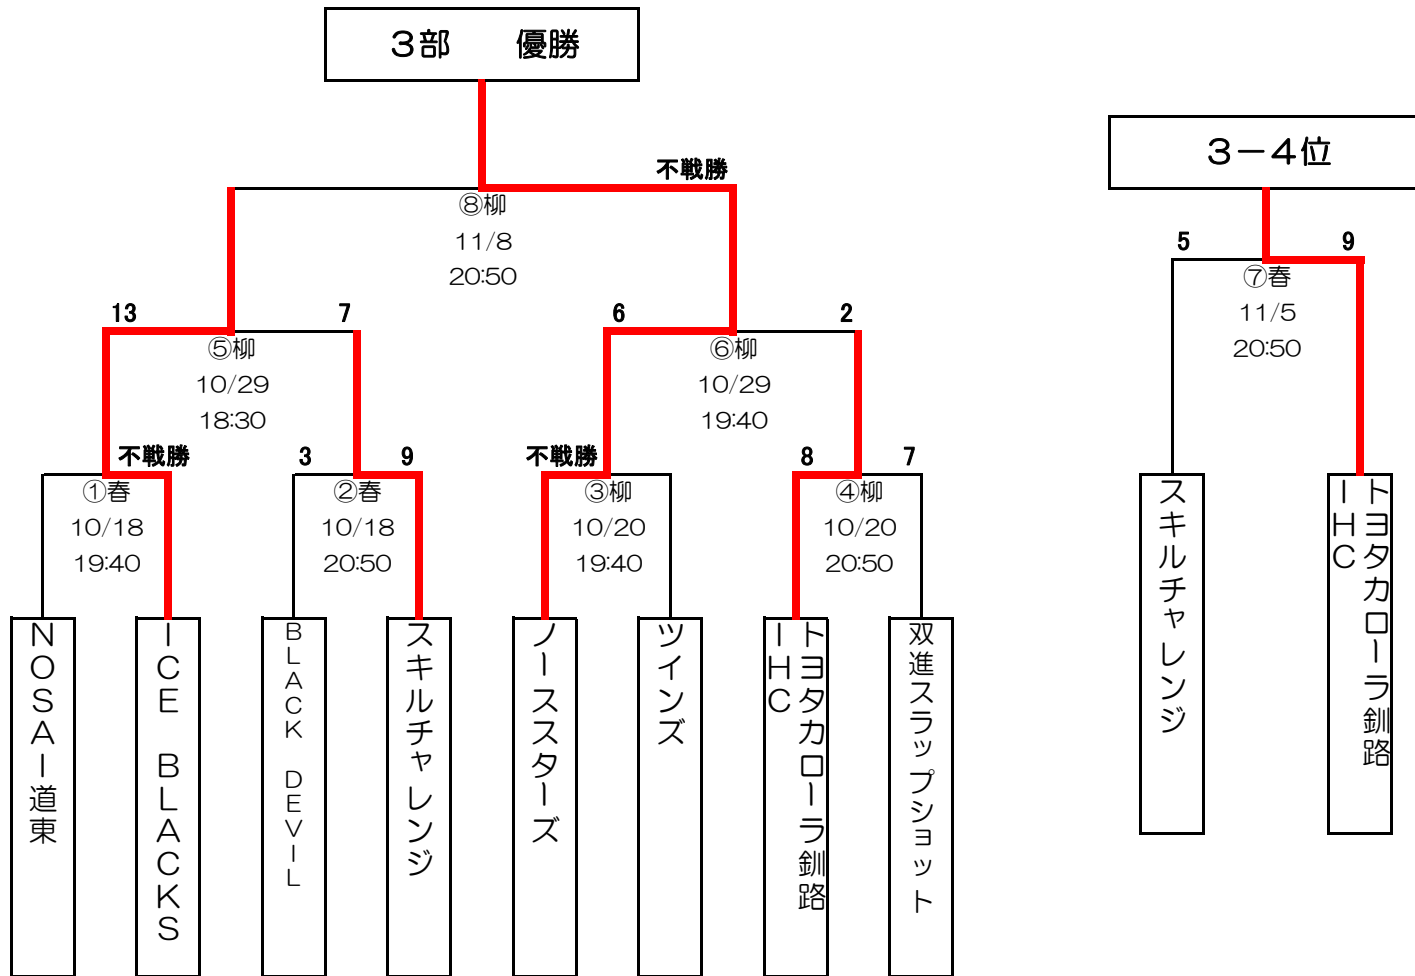 3部　優勝
不戦勝
⑧柳
11/8
20:50
13
7
⑤柳
10/29
18:30
6
2
⑥柳
10/29
19:40
不戦勝
①春
10/18
19:40
3
9
②春
10/18
20:50
不戦勝
③柳
10/20
19:40
8
7
④柳
10/20
20:50
NOSAI道東
ICE BLACKS
BLACK DEVIL
スキルチャレンジ
ノーススターズ
ツインズ
トヨタカローラ釧路
IHC
双進スラップショット
3－4位
5
9
⑦春
11/5
20:50
スキルチャレンジ
トヨタカローラ釧路
IHC